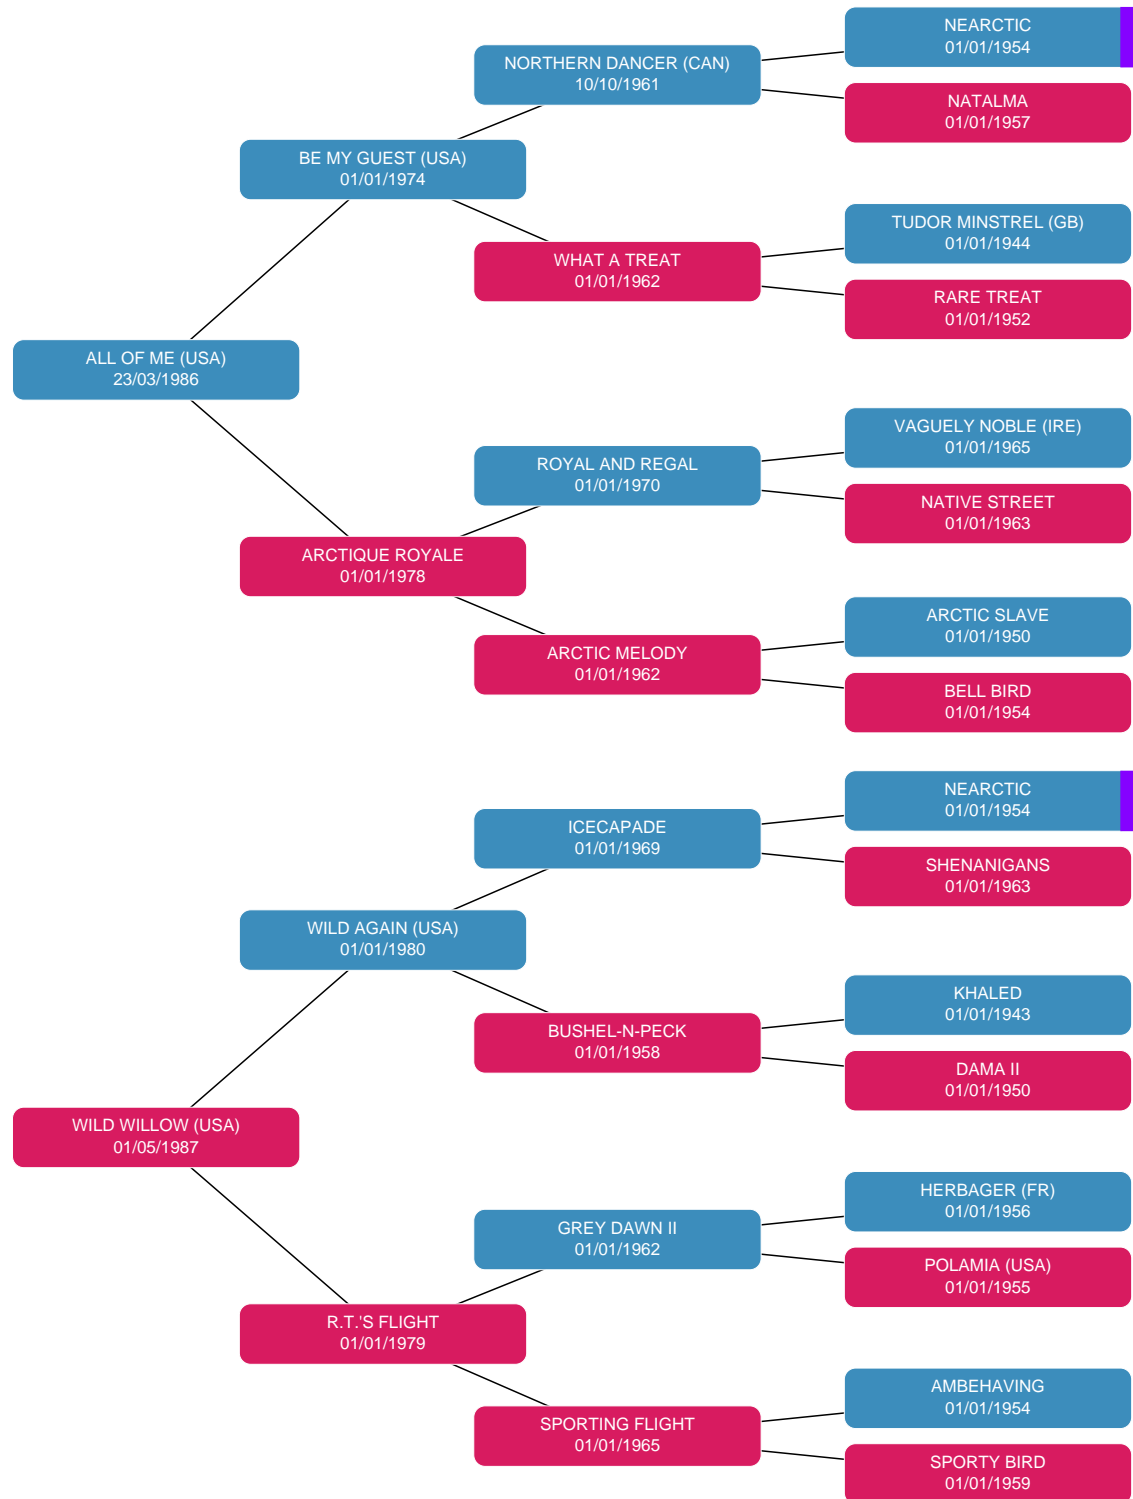 NEARCTIC
01/01/1954
NORTHERN DANCER (CAN)
10/10/1961
NATALMA
01/01/1957
BE MY GUEST (USA)
01/01/1974
TUDOR MINSTREL (GB)
01/01/1944
WHAT A TREAT
01/01/1962
RARE TREAT
01/01/1952
ALL OF ME (USA)
23/03/1986
VAGUELY NOBLE (IRE)
01/01/1965
ROYAL AND REGAL
01/01/1970
NATIVE STREET
01/01/1963
ARCTIQUE ROYALE
01/01/1978
ARCTIC SLAVE
01/01/1950
ARCTIC MELODY
01/01/1962
BELL BIRD
01/01/1954
NEARCTIC
01/01/1954
ICECAPADE
01/01/1969
SHENANIGANS
01/01/1963
WILD AGAIN (USA)
01/01/1980
KHALED
01/01/1943
BUSHEL-N-PECK
01/01/1958
DAMA II
01/01/1950
WILD WILLOW (USA)
01/05/1987
HERBAGER (FR)
01/01/1956
GREY DAWN II
01/01/1962
POLAMIA (USA)
01/01/1955
R.T.'S FLIGHT
01/01/1979
AMBEHAVING
01/01/1954
SPORTING FLIGHT
01/01/1965
SPORTY BIRD
01/01/1959